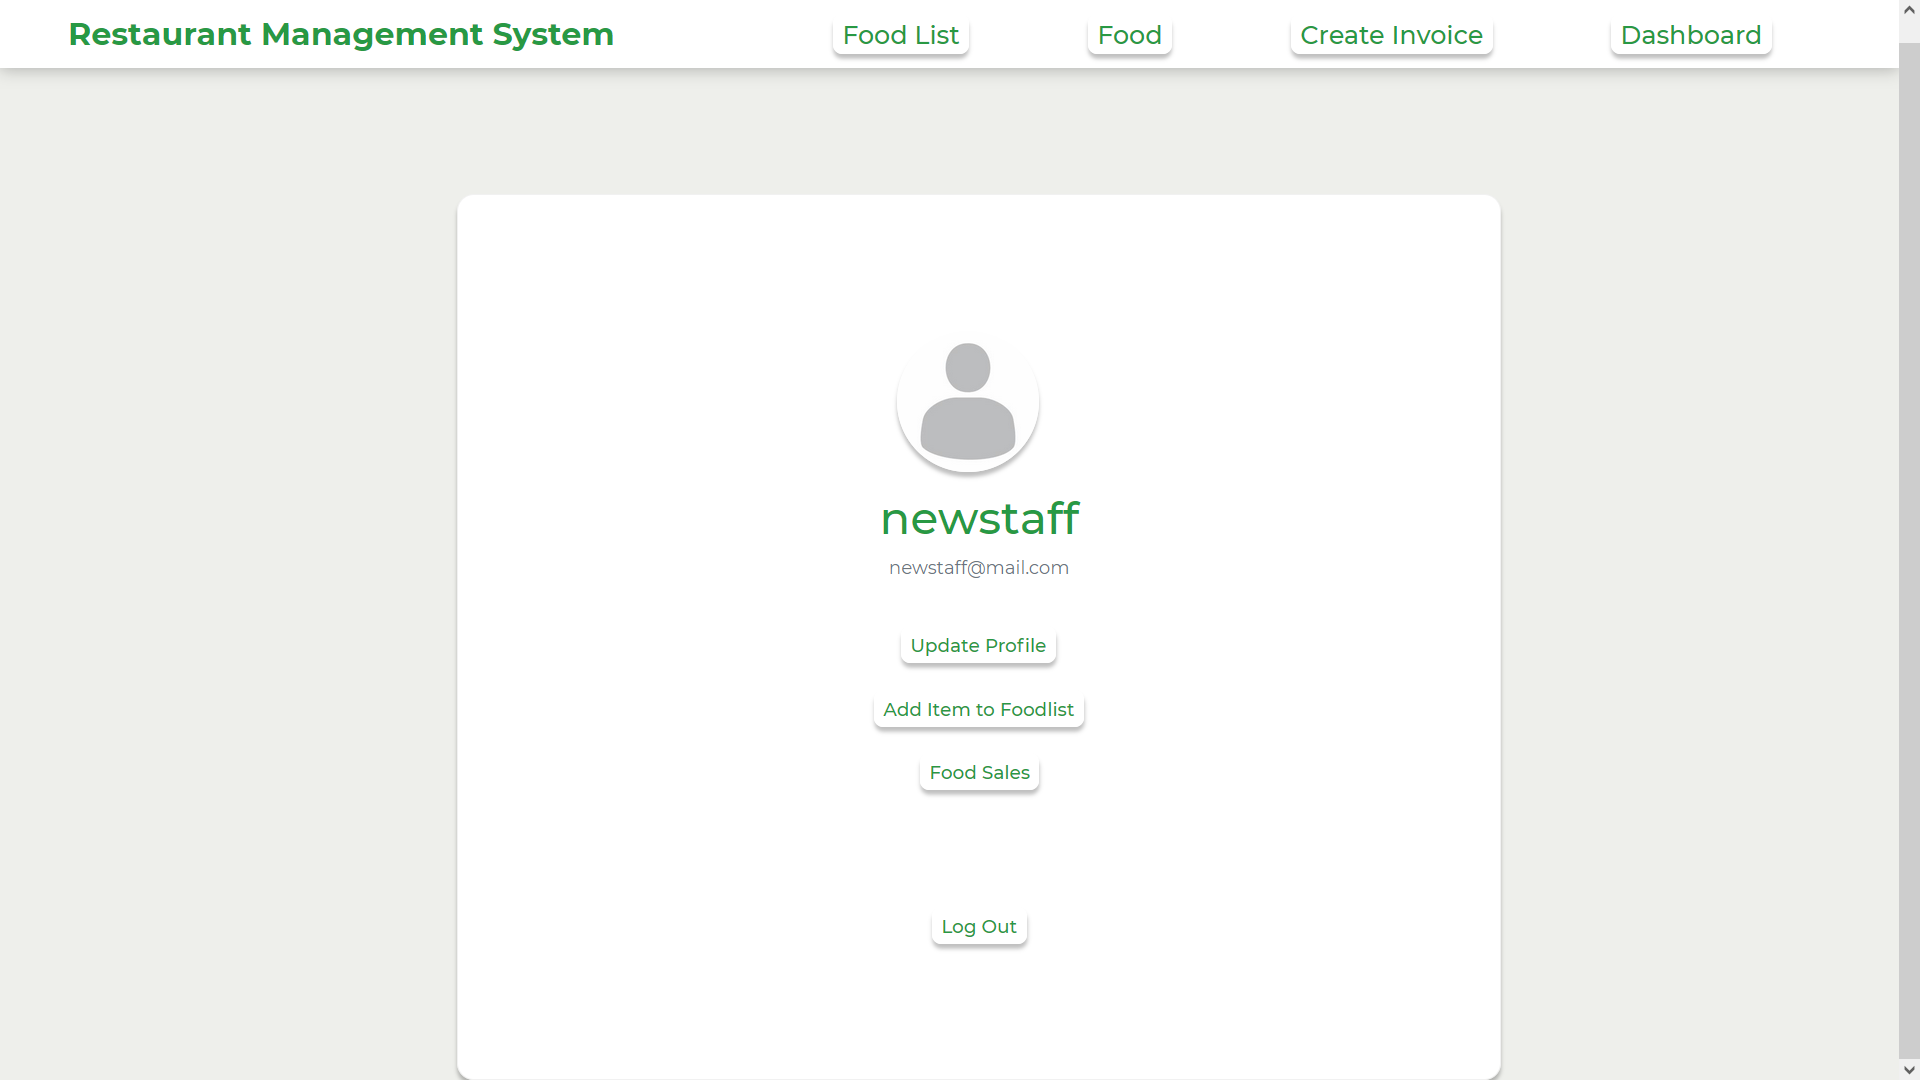 Restaurant Management System
Food List
Food
Create Invoice
Dashboard
newstaff
newstaff@mail.com
Update Profile
Add Item to Foodlist
Food Sales
Log Out